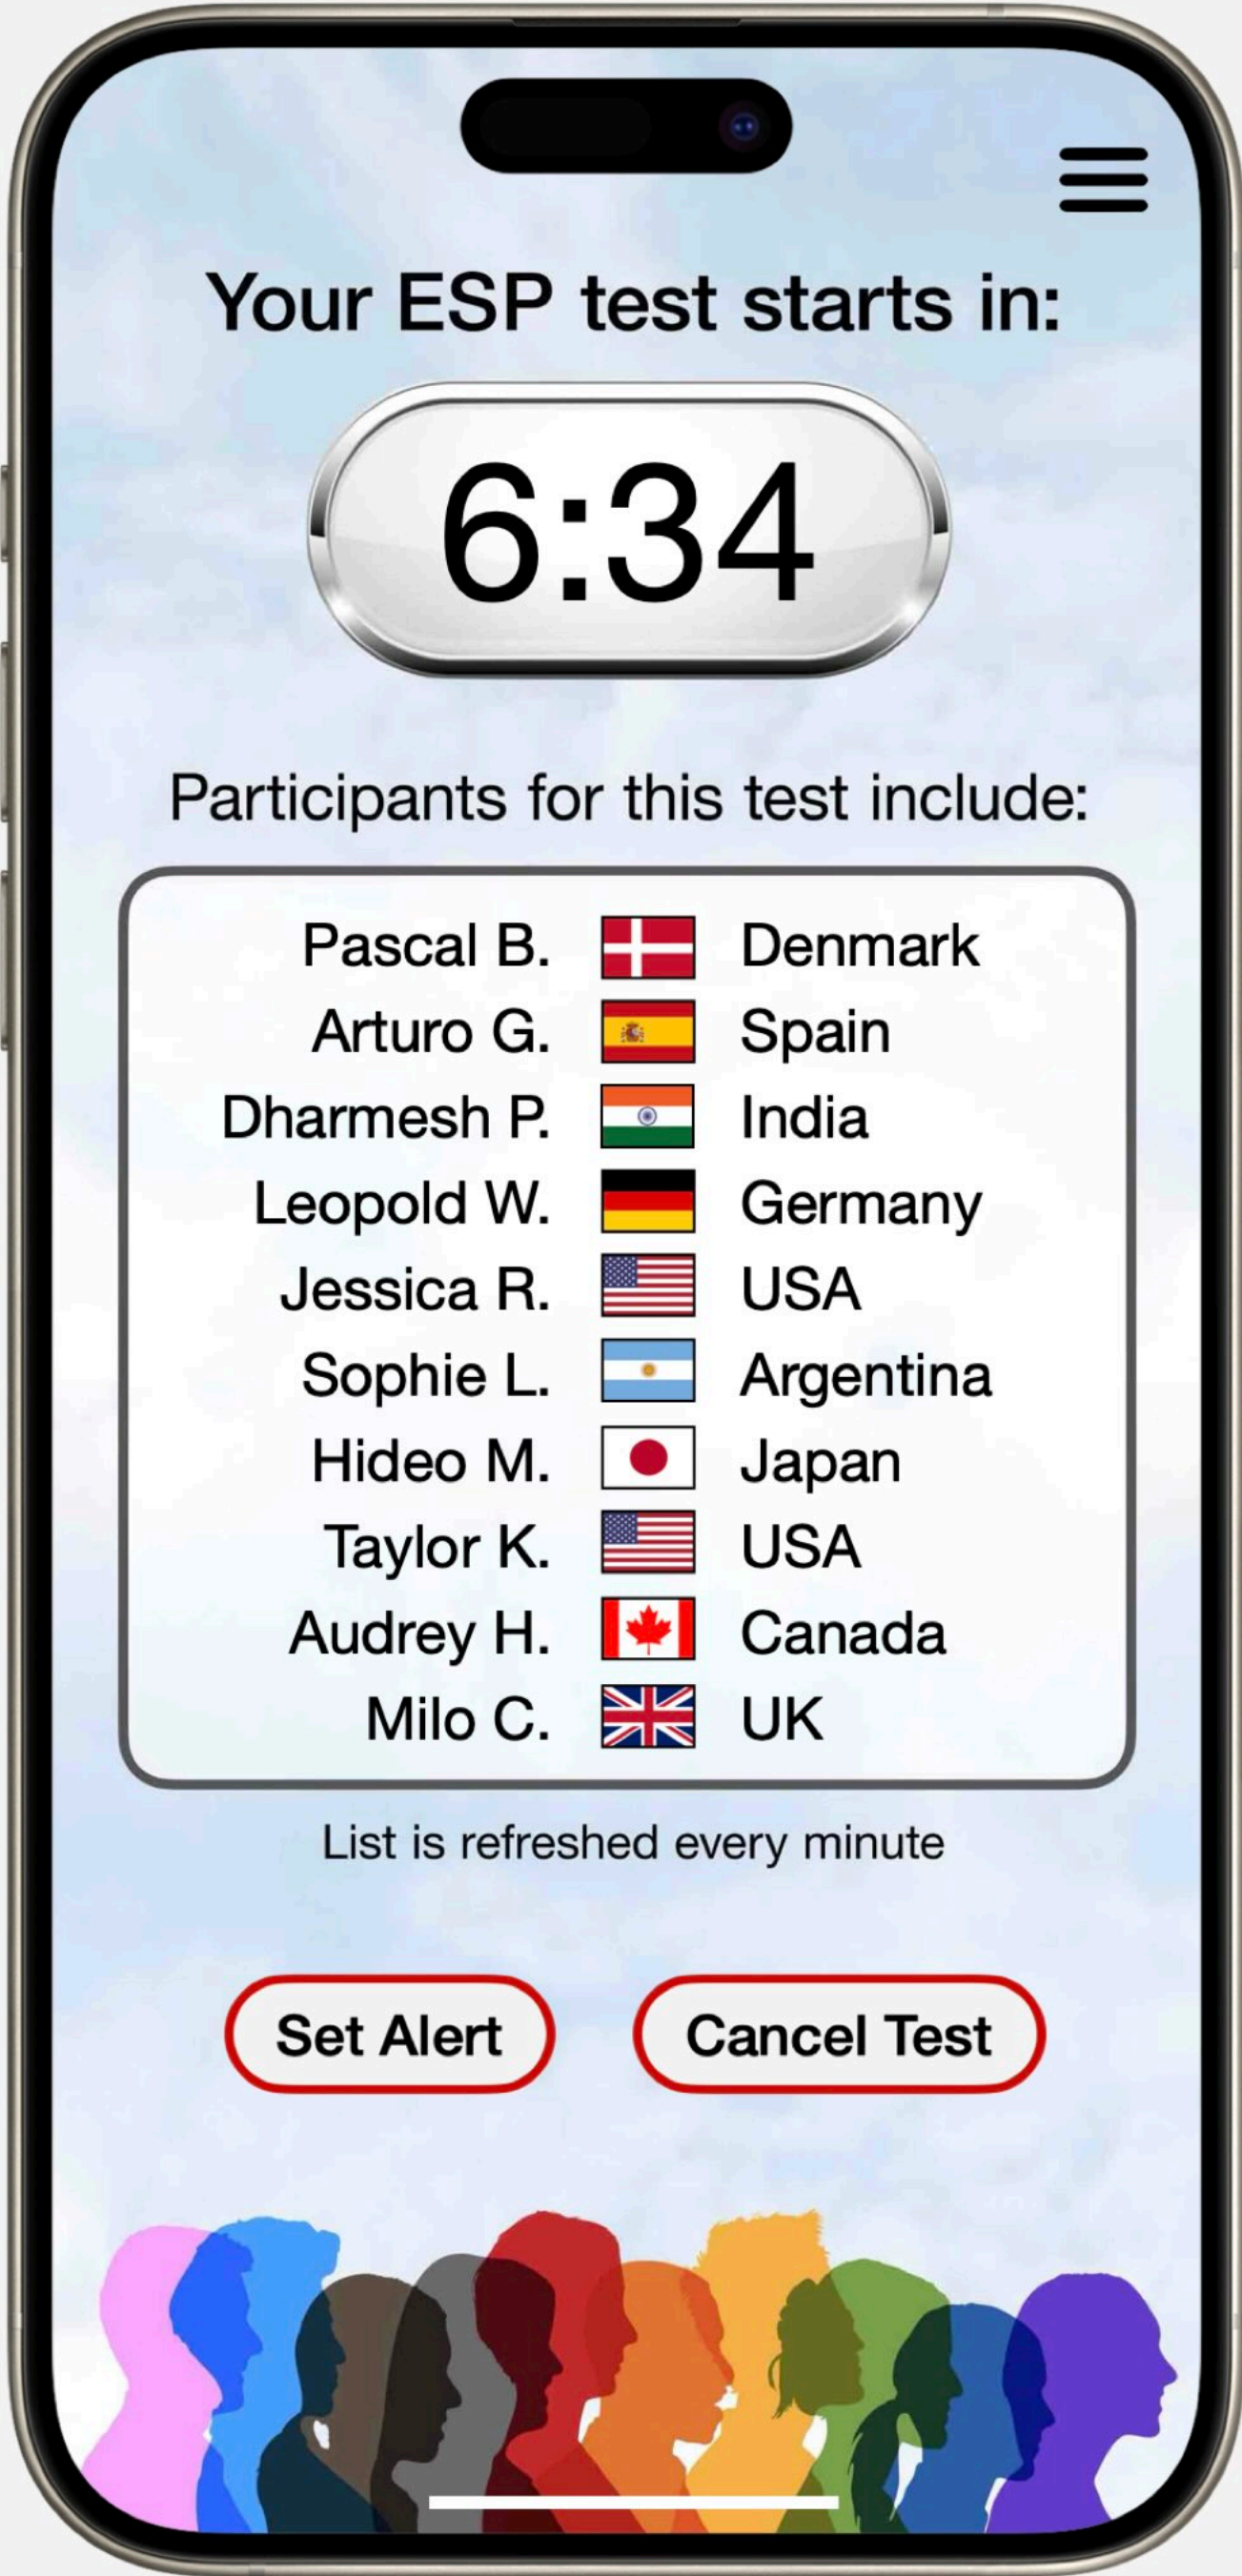 Your ESP test starts in:
6:34
Participants for this test include:
Pascal B. Denmark
Arturo G. Spain
Dharmesh P. India
Leopold W. Germany
Jessica R. USA
Sophie L. Argentina
Hideo M. Japan
Taylor K. USA
Audrey H. Canada
Milo C. UK
List is refreshed every minute
Set Alert Cancel Test